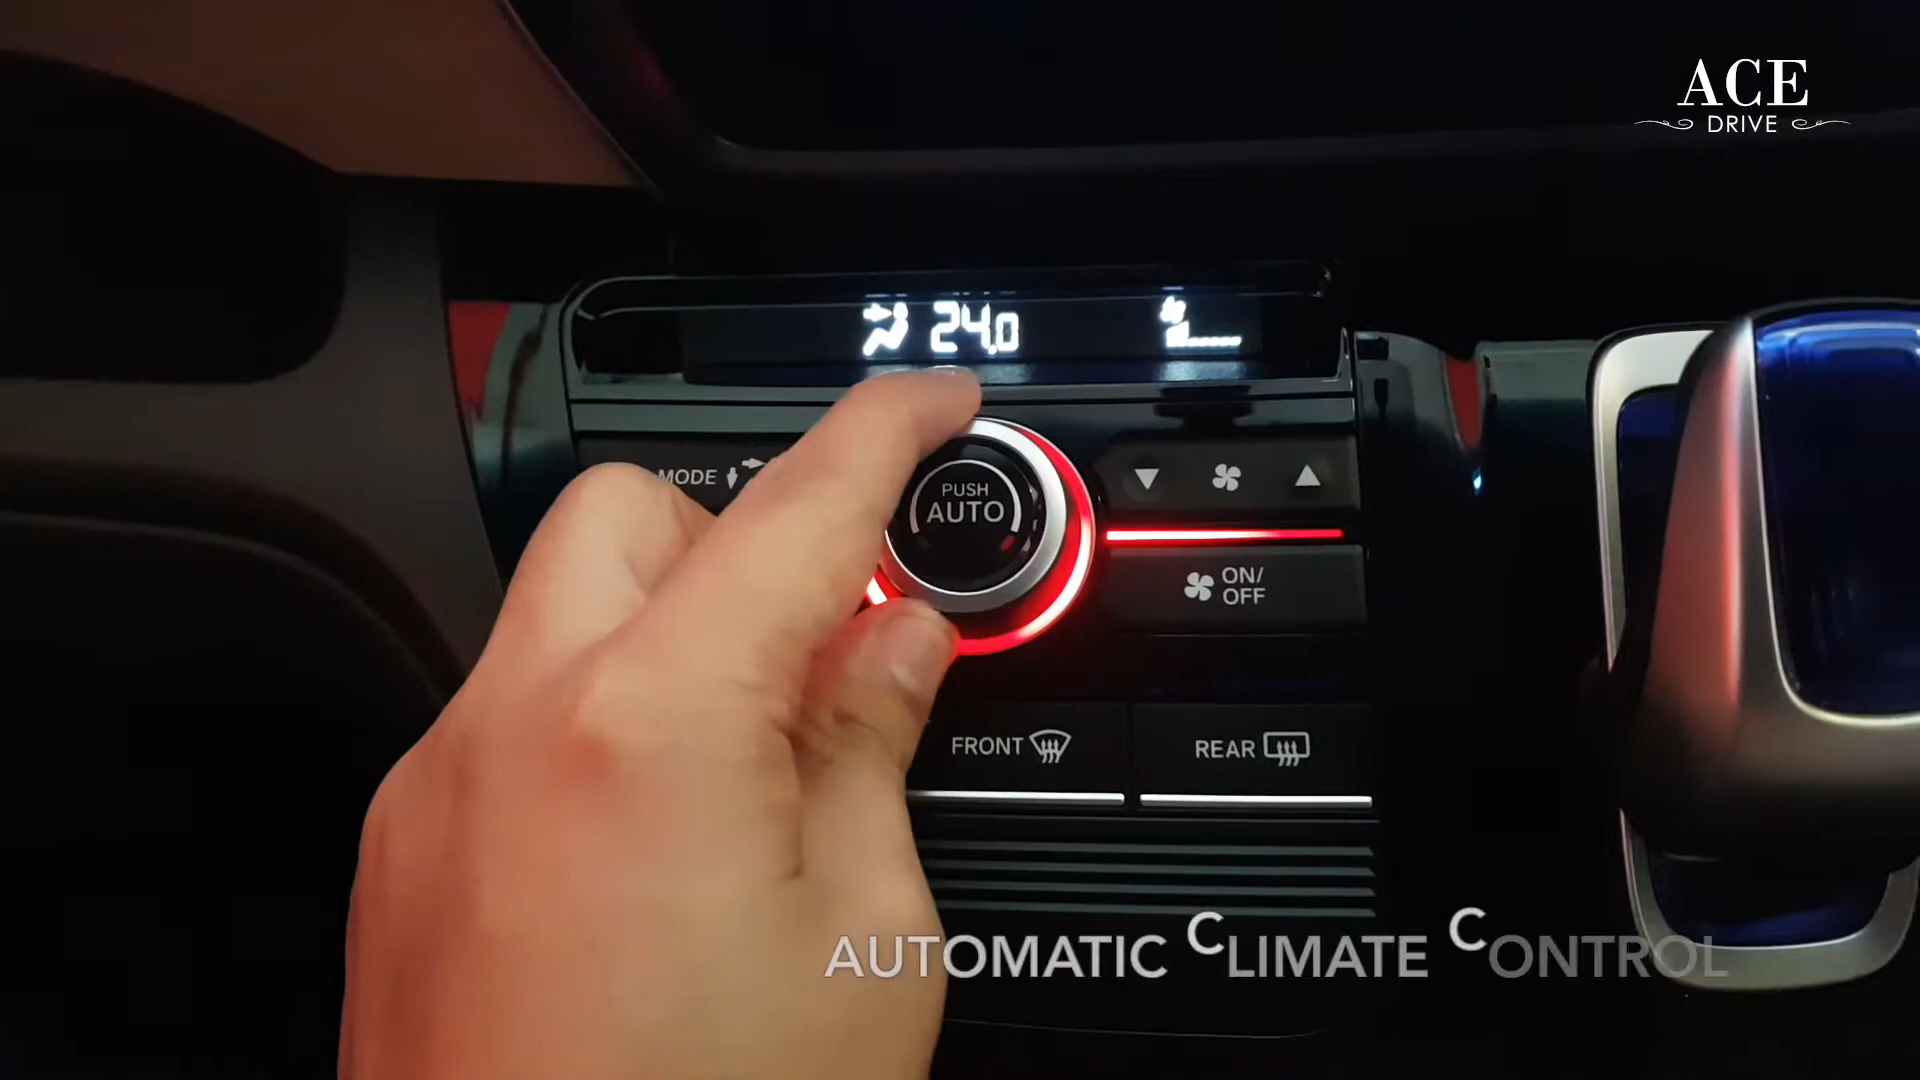 ACE
DRIVE
24.0
MODE
PUSH
AUTO
ON/
OFF
FRONT
REAR
AUTOMATIC CLIMATE CONTROL